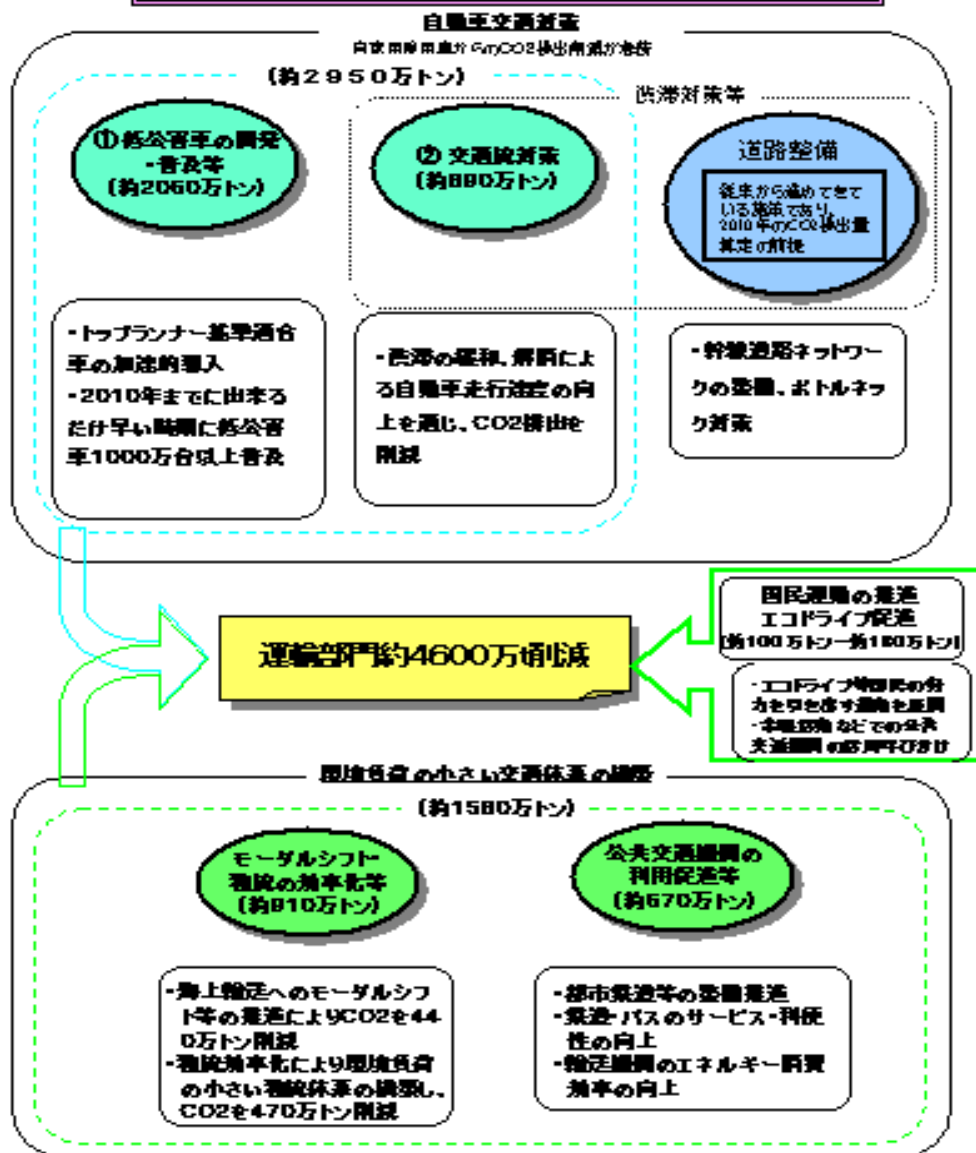 自動車交通対策
自家用乗用車からのCO2排出削減が急務
(約2950万トン)
渋滞対策等
①低公害車の開発
・普及等
(約2060万トン)
② 交通流対策
(約890万トン)
道路整備
従来から進めてきて
いる施策であり、
2010年のCO2排出量
算定の前提
・トップランナー基準適合
車の加速的導入
・2010年までに出来る
だけ早い時期に低公害
車1000万台以上普及
・渋滞の緩和、解消によ
る自動車走行速度の向
上を通じ、CO2排出を
削減
・幹線道路ネットワー
クの整備、ボトルネッ
ク対策
国民運動の推進
エコドライブ促進
(約100万トン〜約180万トン)
運輸部門約4600万t削減
・エコドライブ等国民の努
力を引き出す運動を展開
などでの公共
交通機関の利用呼びかけ
環境負荷の小さい交通体系の構築
(約1580万トン)
モーダルシフト・
物流の効率化等
(約910万トン)
公共交通機関の
利用促進等
(約670万トン)
・海上輸送へのモーダルシフ
ト等の推進によりCO2を44
0万トン削減
・物流効率化により環境負荷
の小さい物流体系の構築し、
CO2を470万トン削減
・都市鉄道等の整備推進
・鉄道・バスのサービス・利便
性の向上
・輸送機関のエネルギー消費
効率の向上